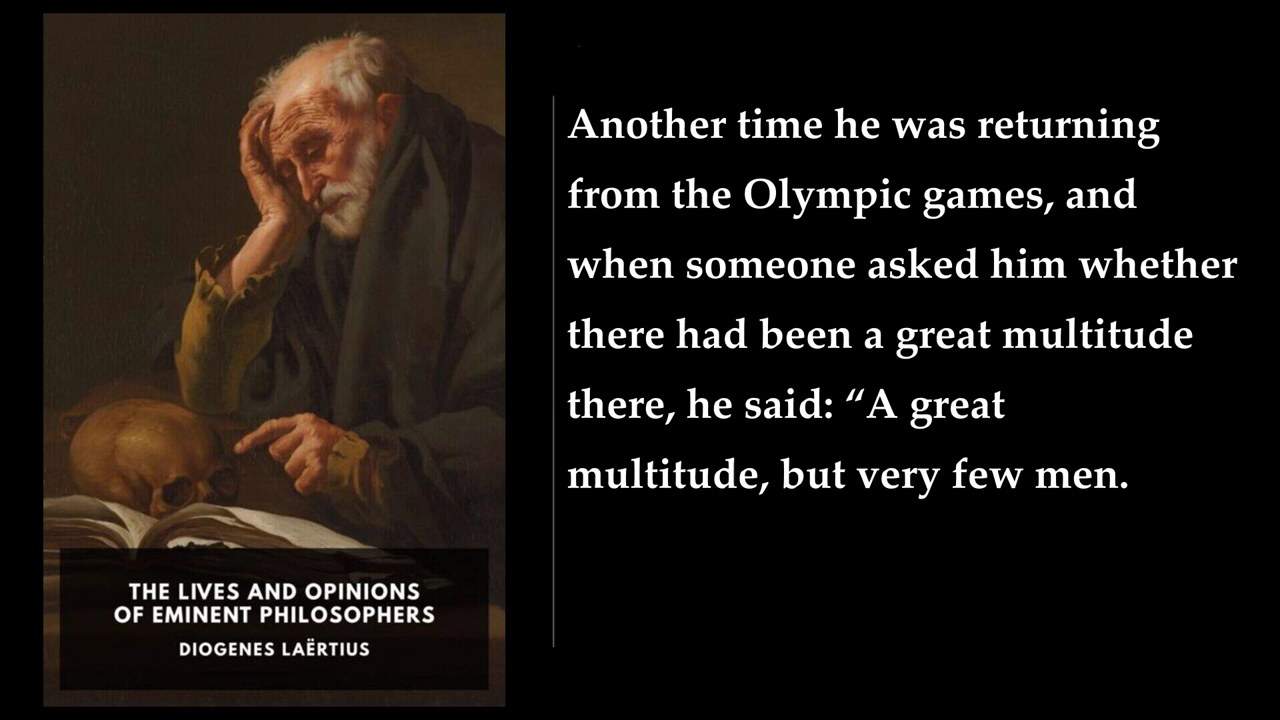 THE LIVES AND OPINIONS
OF EMINENT PHILOSOPHERS
DIOGENES LAËRTIUS
Another time he was returning
from the Olympic games, and
when someone asked him whether
there had been a great multitude
there, he said: “A great
multitude, but very few men.